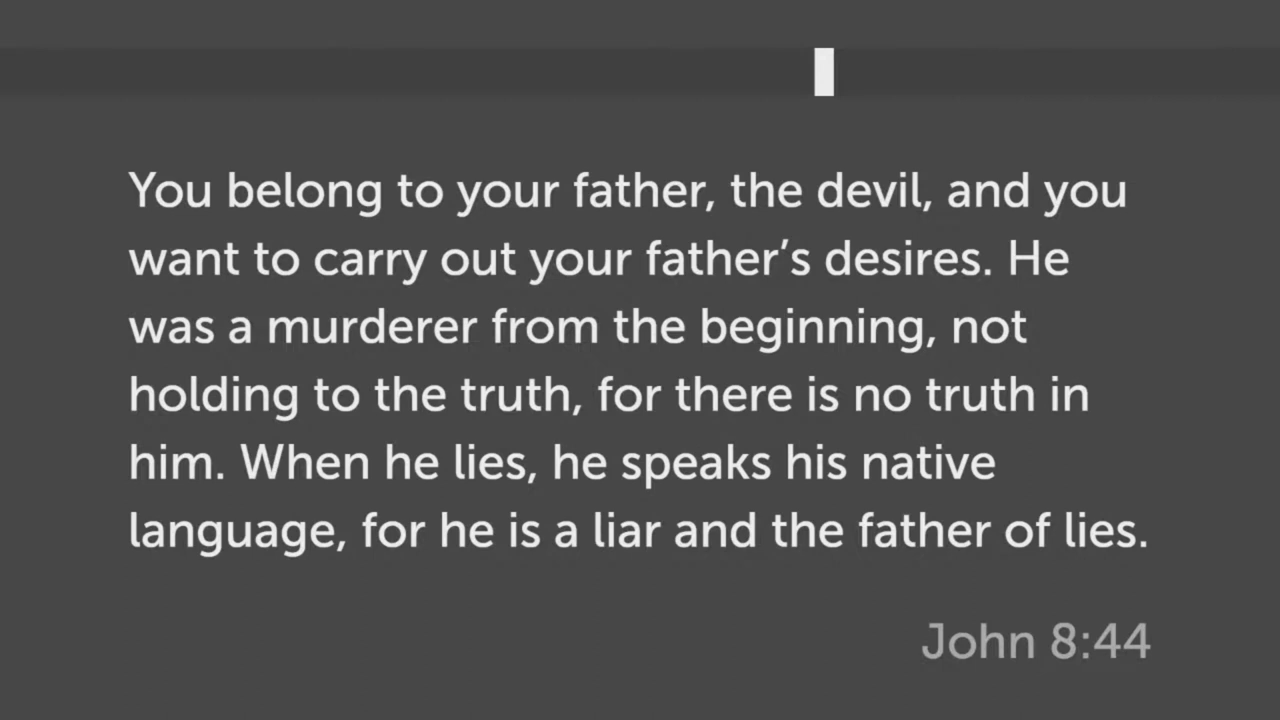 You belong to your father, the devil, and you
want to carry out your father’s desires. He
was a murderer from the beginning, not
holding to the truth, for there is no truth in
him. When he lies, he speaks his native
language, for he is a liar and the father of lies.
John 8:44